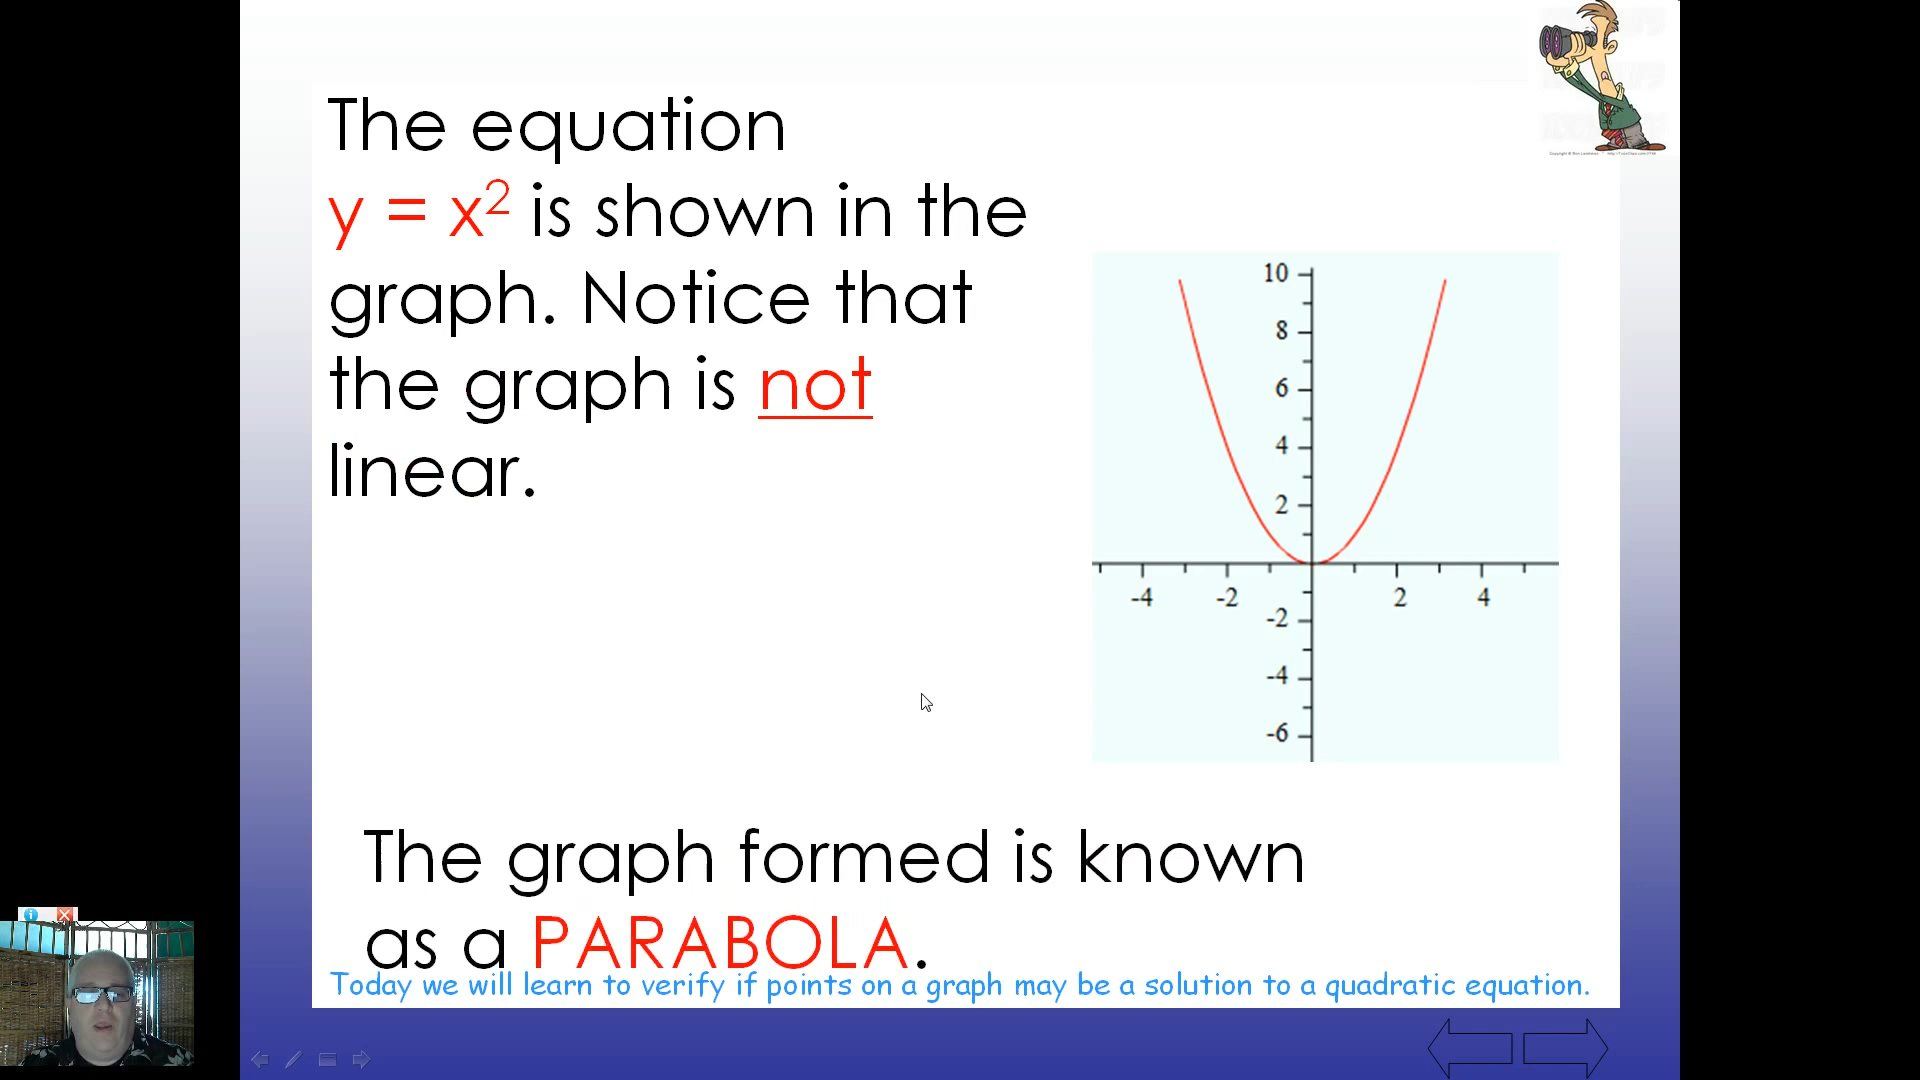 The equation
y = x² is shown in the
graph. Notice that
the graph is not
linear.
10
8
6
4
2
-4 -2 2 4
-2
-4
-6
The graph formed is known
as a PARABOLA.
Today we will learn to verify if points on a graph may be a solution to a quadratic equation.